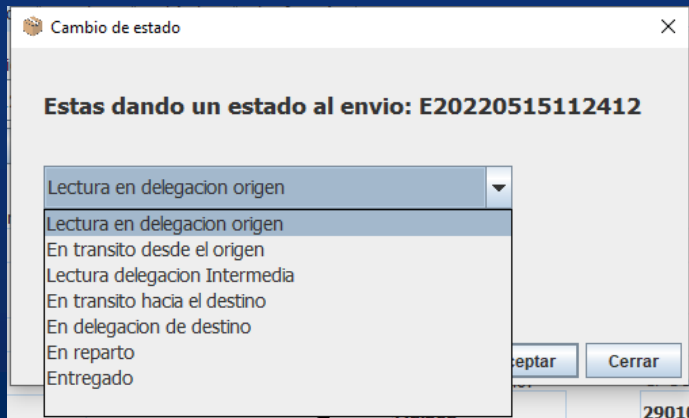 Cambio de estado
Estas dando un estado al envio: E20220515112412
Lectura en delegacion origen
Lectura en delegacion origen
En transito desde el origen
Lectura delegacion Intermedia
En transito hacia el destino
En delegacion de destino
En reparto
Entregado
Cerrar